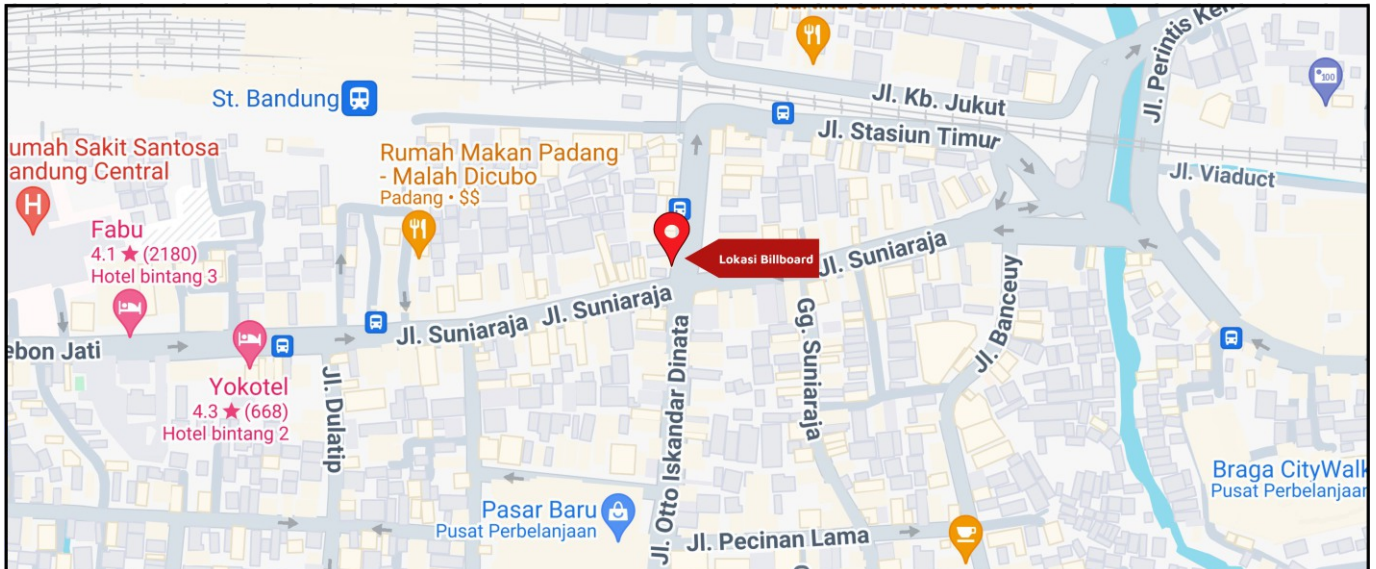 St. Bandung
Jl. Kb. Jukut
Jl. Perintis Ke
100
Jl. Stasiun Timur
Jl. Viaduct
umah Sakit Santosa
andung Central
H
Rumah Makan Padang
- Malah Dicubo
Padang • $$
Fabu
4.1 ★ (2180)
Hotel bintang 3
Lokasi Billboard
Jl. Suniaraja
Jl. Suniaraja
Jl. Suniaraja
ebon Jati
Yokotel
4.3 ★ (668)
Hotel bintang 2
Jl. Dulatip
Jl. Otto Iskandar Dinata
Gg. Suniaraja
Jl. Banceuy
Braga CityWalk
Pusat Perbelanjaan
Pasar Baru
Pusat Perbelanjaan
Jl. Pecinan Lama